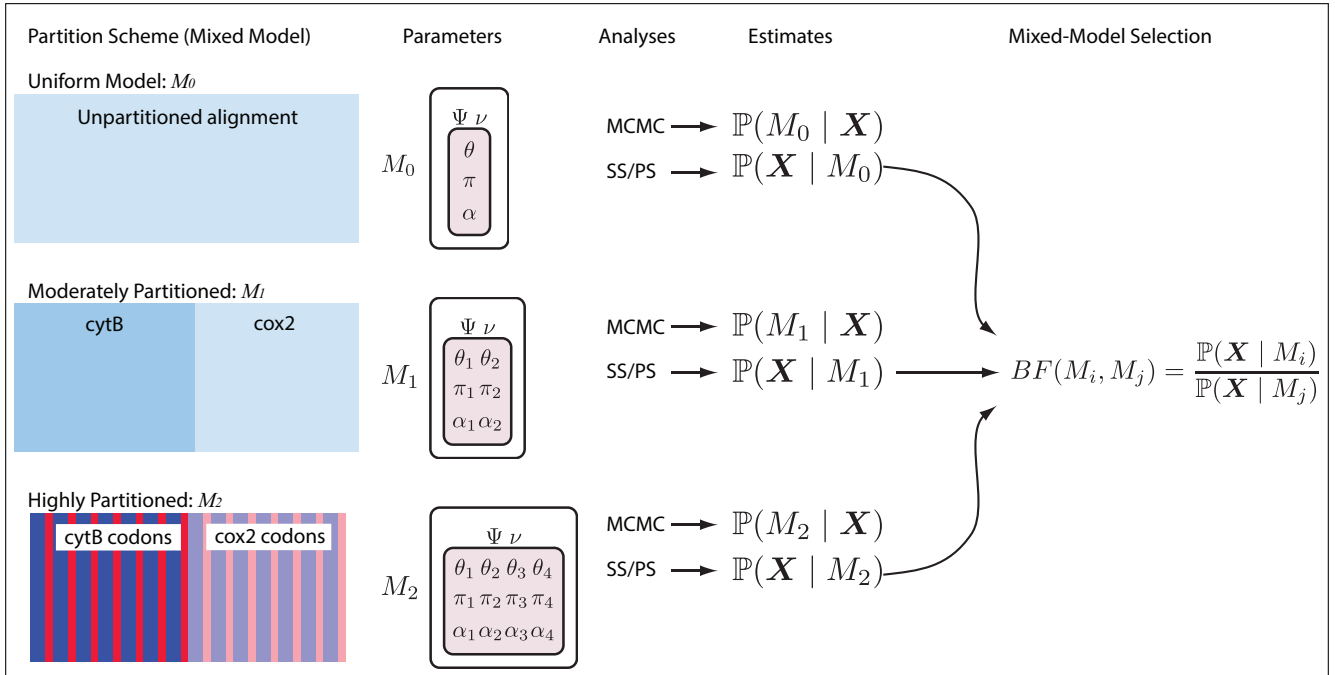 Partition Scheme (Mixed Model) Parameters Analyses Estimates Mixed-Model Selection
Uniform Model: M₀
Unpartitioned alignment
M₀
Ψ ν
θ
π
α
MCMC ℙ(M₀ | X)
SS/PS ℙ(X | M₀)
Moderately Partitioned: M₁
cytB cox2
M₁
Ψ ν
θ₁ θ₂
π₁ π₂
α₁ α₂
MCMC ℙ(M₁ | X)
SS/PS ℙ(X | M₁)
BF(Mᵢ, Mⱼ) = ℙ(X | Mᵢ) / ℙ(X | Mⱼ)
Highly Partitioned: M₂
cytB codons cox2 codons
M₂
Ψ ν
θ₁ θ₂ θ₃ θ₄
π₁ π₂ π₃ π₄
α₁ α₂ α₃ α₄
MCMC ℙ(M₂ | X)
SS/PS ℙ(X | M₂)